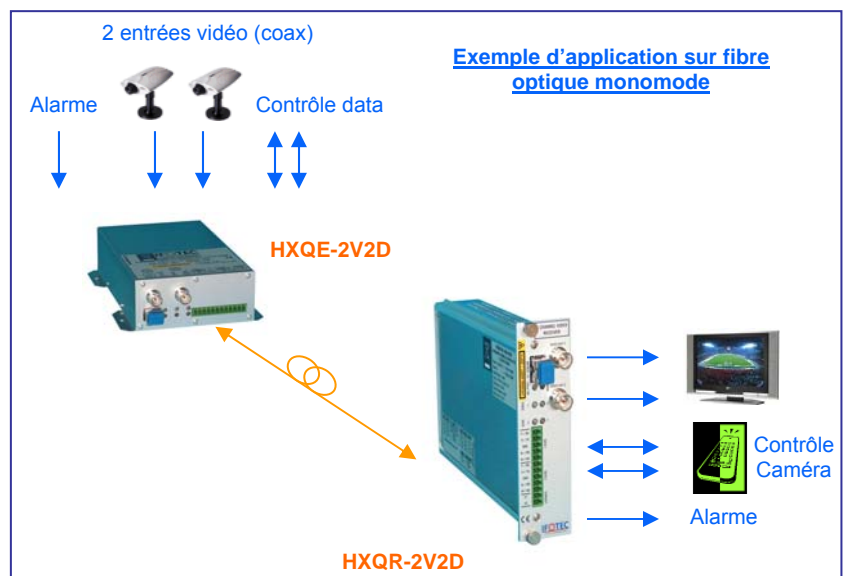 2 entrées vidéo (coax)
Exemple d'application sur fibre
optique monomode
Alarme
Contrôle data
HXQE-2V2D
Contrôle
Caméra
Alarme
IFOTEC
HXQR-2V2D